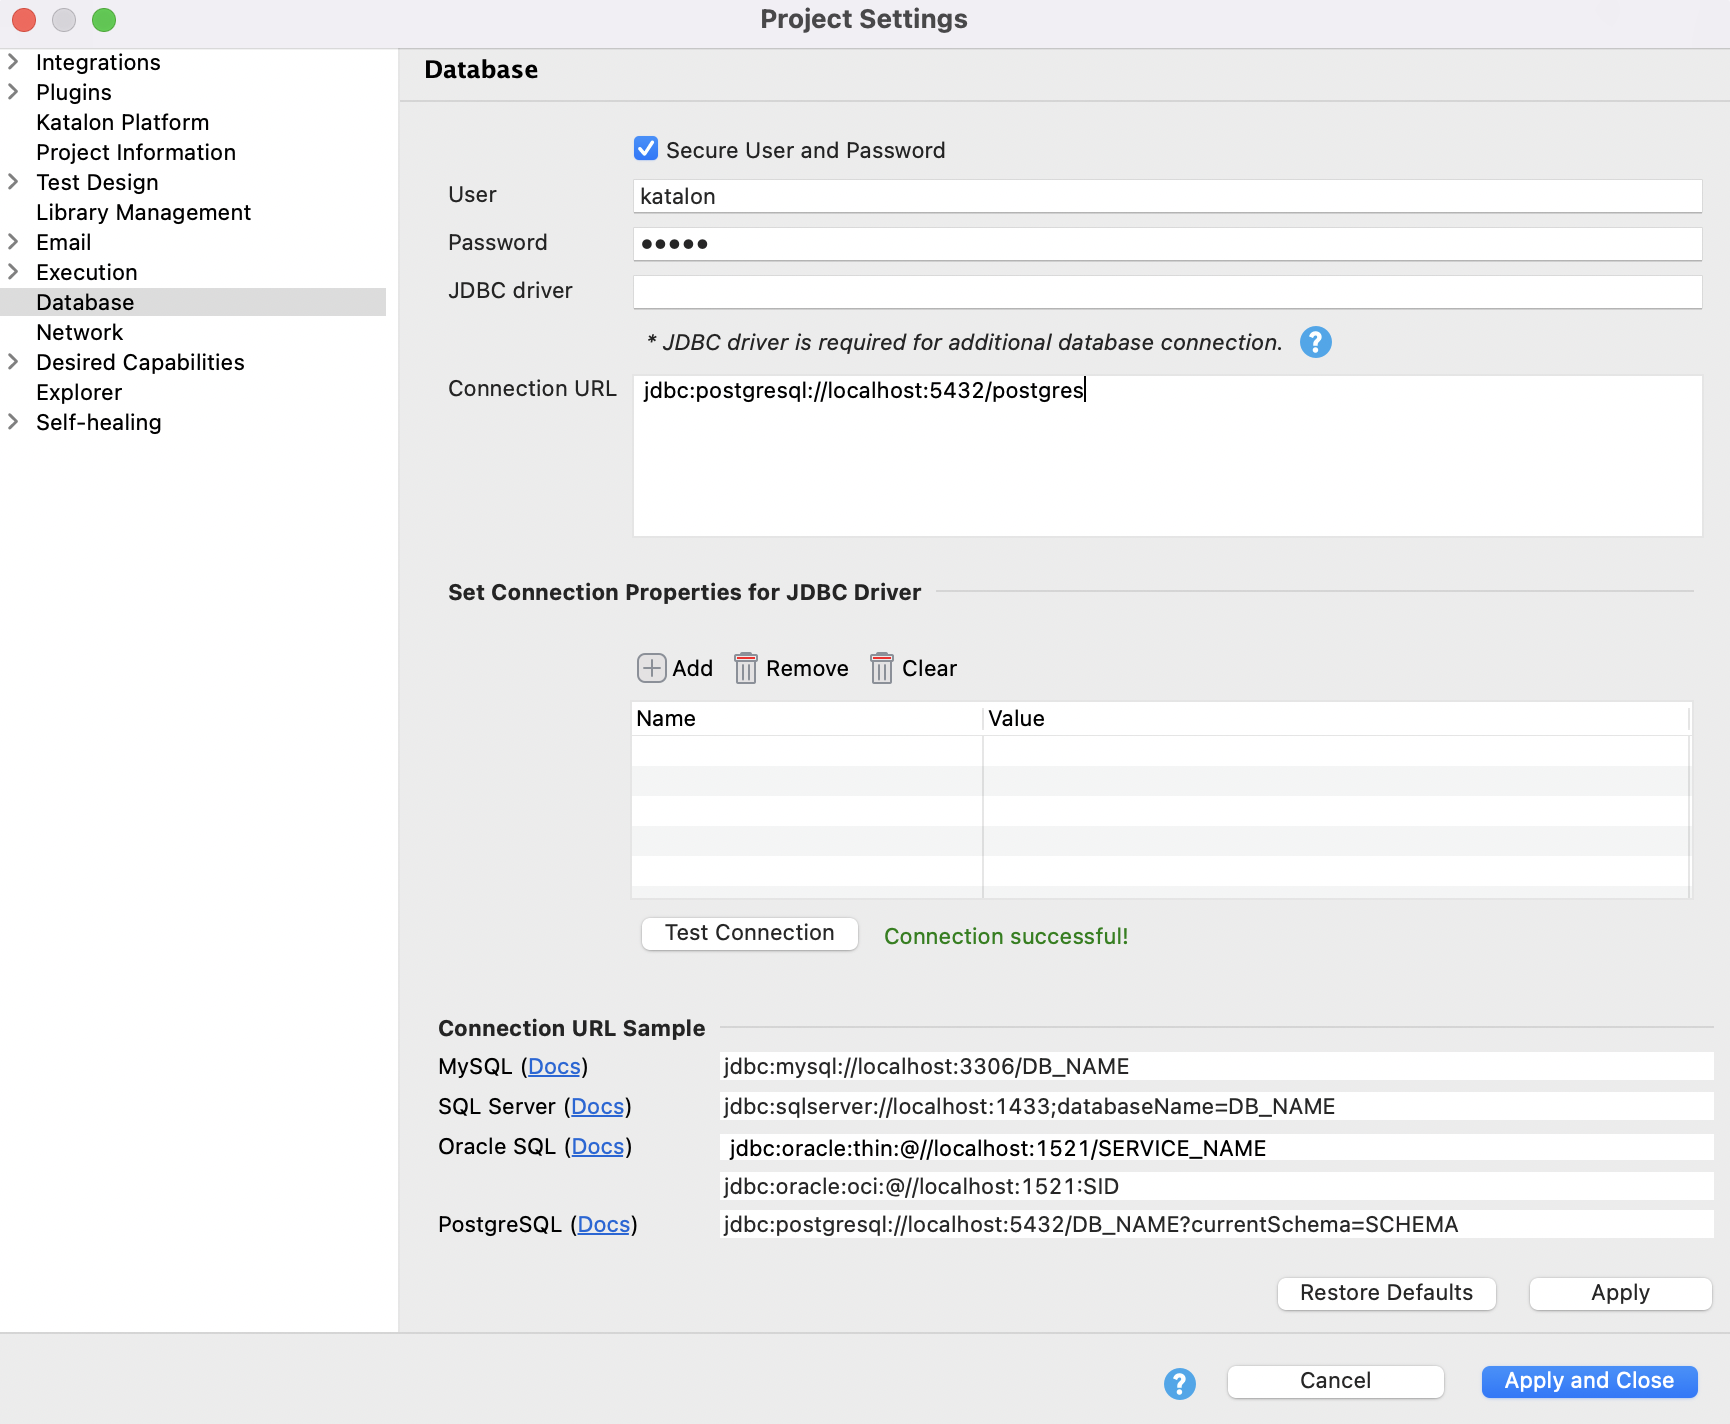 Project Settings
Integrations
Plugins
Katalon Platform
Project Information
Test Design
Library Management
Email
Execution
Database
Network
Desired Capabilities
Explorer
Self-healing
Database
Secure User and Password
User katalon
Password •••••
JDBC driver
* JDBC driver is required for additional database connection. ?
Connection URL jdbc:postgresql://localhost:5432/postgres
Set Connection Properties for JDBC Driver
Add Remove Clear
Name Value
Test Connection Connection successful!
Connection URL Sample
MySQL (Docs) jdbc:mysql://localhost:3306/DB_NAME
SQL Server (Docs) jdbc:sqlserver://localhost:1433;databaseName=DB_NAME
Oracle SQL (Docs) jdbc:oracle:thin:@//localhost:1521/SERVICE_NAME
jdbc:oracle:oci:@//localhost:1521:SID
PostgreSQL (Docs) jdbc:postgresql://localhost:5432/DB_NAME?currentSchema=SCHEMA
Restore Defaults Apply
? Cancel Apply and Close